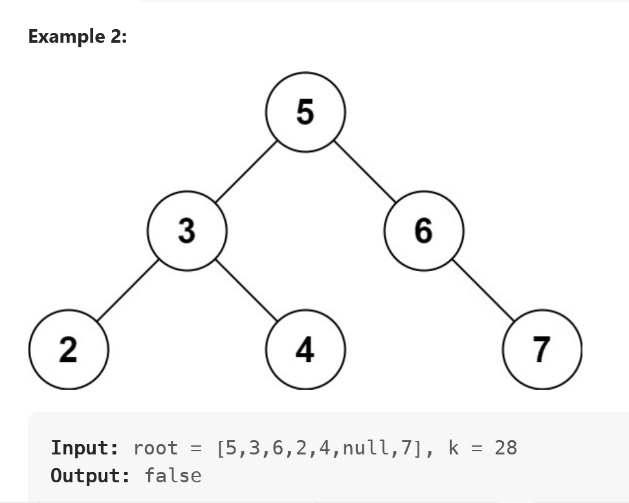 Example 2:
5
3 6
2 4 7
Input: root = [5,3,6,2,4,null,7], k = 28
Output: false